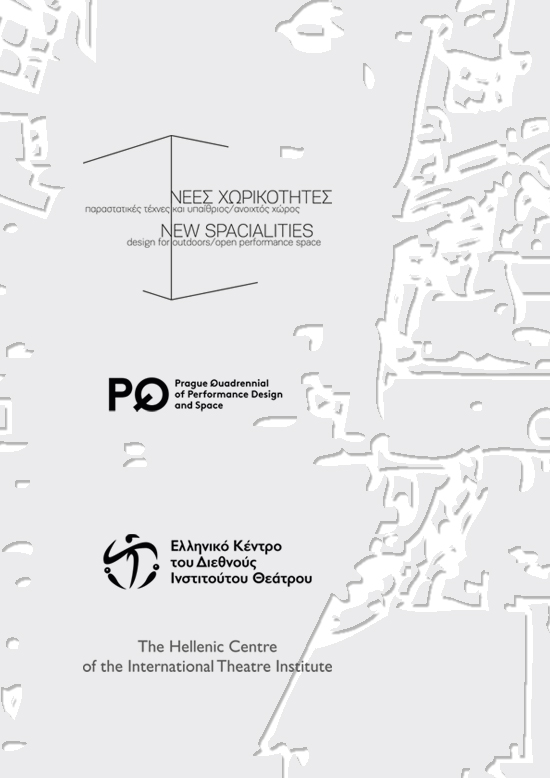 ΝΕΕΣ ΧΩΡΙΚΟΤΗΤΕΣ
παραστατικές τέχνες και υπαίθριος/ανοιχτός χώρος
NEW SPACIALITIES
design for outdoors/open performance space
PQ
Prague Quadrennial
of Performance Design
and Space
Ελληνικό Κέντρο
του Διεθνούς
Ινστιτούτου Θεάτρου
The Hellenic Centre
of the International Theatre Institute